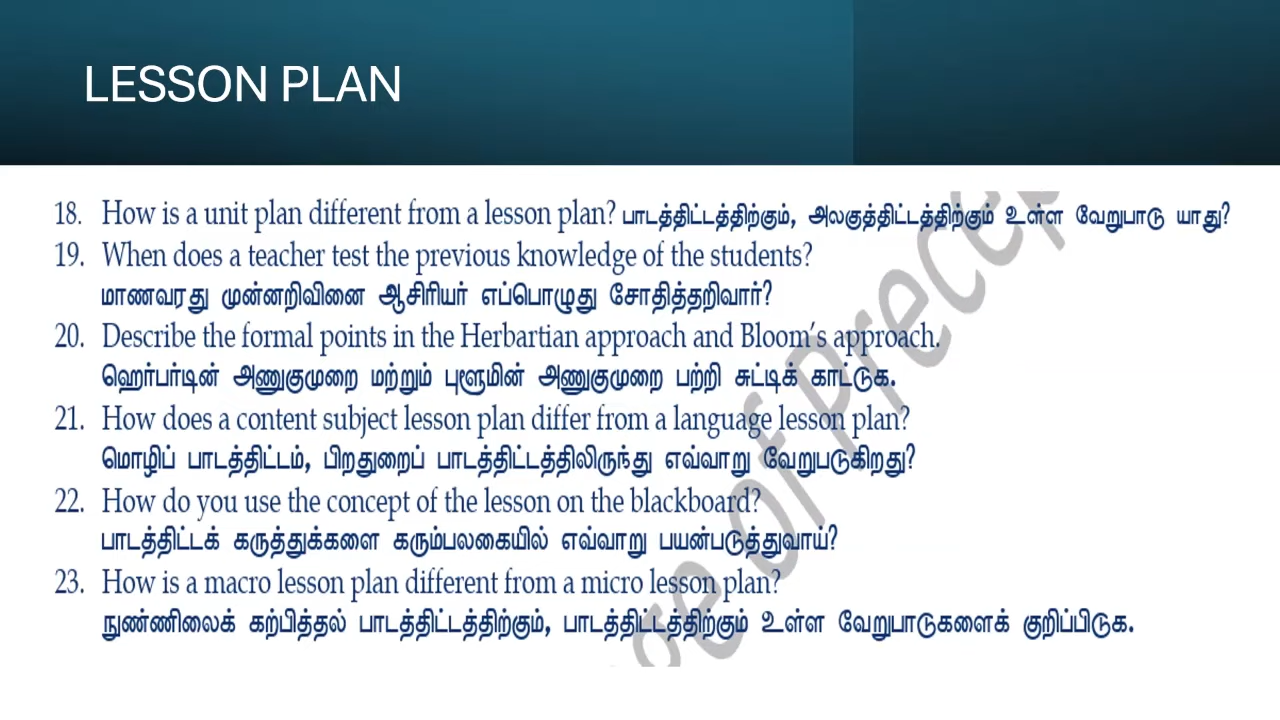 LESSON PLAN
18. How is a unit plan different from a lesson plan? பாடத்திட்டத்திற்கும், அலகுத்திட்டத்திற்கும் உள்ள வேறுபாடு யாது?
19. When does a teacher test the previous knowledge of the students?
மாணவரது முன்னறிவினை ஆசிரியர் எப்பொழுது சோதித்தறிவார்?
20. Describe the formal points in the Herbartian approach and Bloom's approach.
ஹெர்பர்டின் அணுகுமுறை மற்றும் புளூமின் அணுகுமுறை பற்றி சுட்டிக் காட்டுக.
21. How does a content subject lesson plan differ from a language lesson plan?
மொழிப் பாடத்திட்டம், பிறதுறைப் பாடத்திட்டத்திலிருந்து எவ்வாறு வேறுபடுகிறது?
22. How do you use the concept of the lesson on the blackboard?
பாடத்திட்டக் கருத்துக்களை கரும்பலகையில் எவ்வாறு பயன்படுத்துவாய்?
23. How is a macro lesson plan different from a micro lesson plan?
நுண்ணிலைக் கற்பித்தல் பாடத்திட்டத்திற்கும், பாடத்திட்டததிற்கும் உள்ள வேறுபாடுகளைக் குறிப்பிடுக.
of